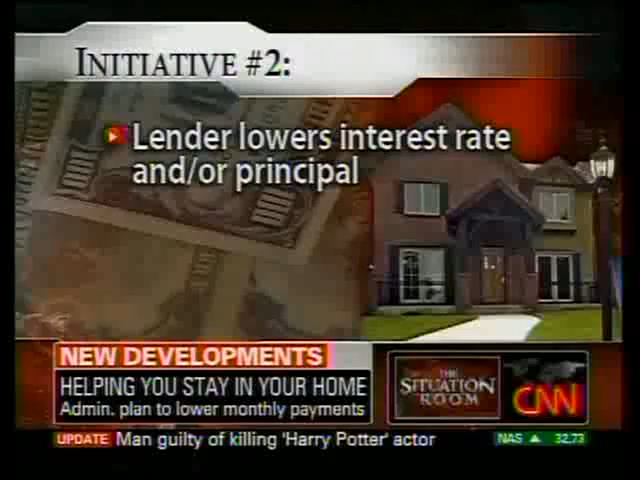 INITIATIVE #2:
Lender lowers interest rate
and/or principal
100
100
NEW DEVELOPMENTS
HELPING YOU STAY IN YOUR HOME
Admin. plan to lower monthly payments
THE
SITUATION
ROOM
CNN
UPDATE Man guilty of killing 'Harry Potter' actor
NAS ▲ 32.73